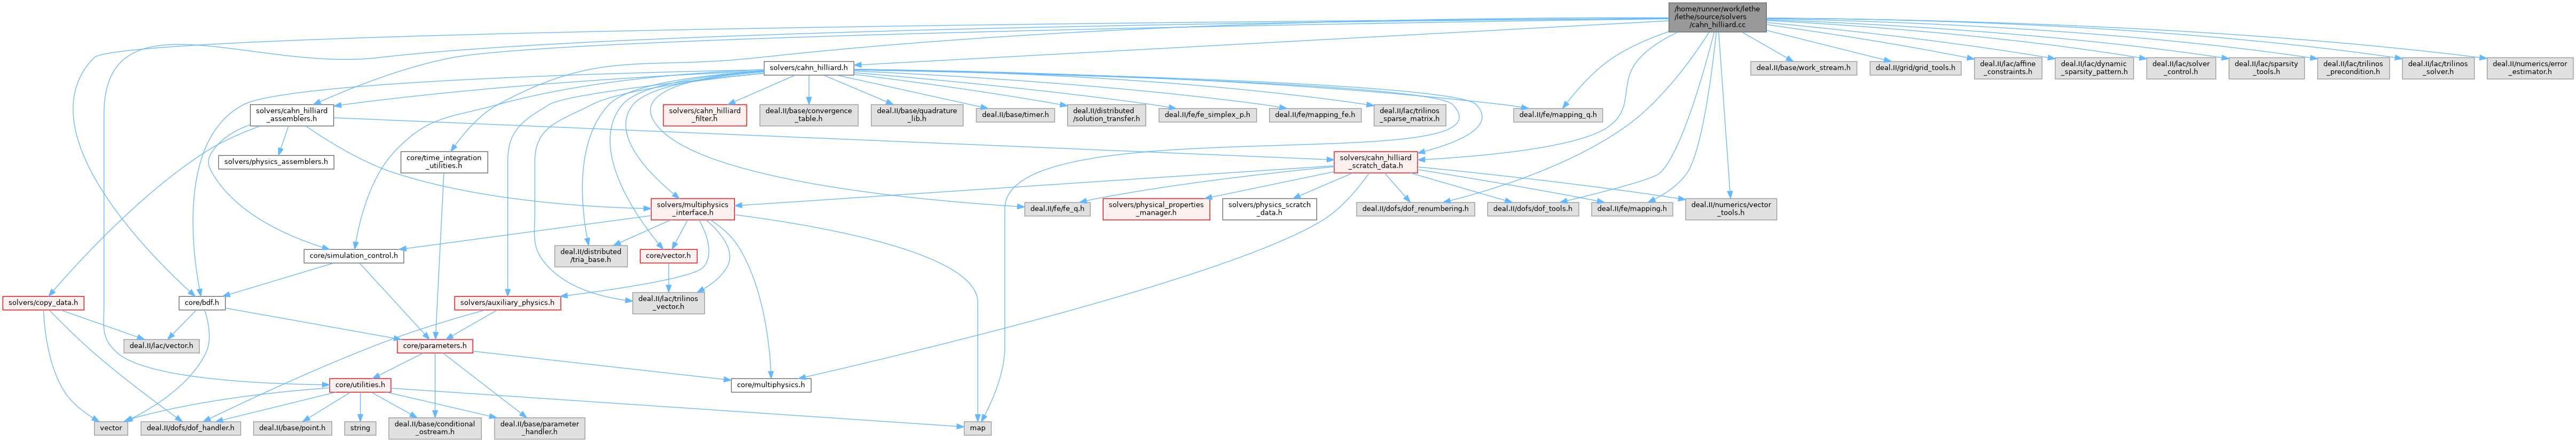 /home/runner/work/lethe
/lethe/source/solvers
/cahn_hilliard.cc
solvers/cahn_hilliard.h
deal.II/base/work_stream.h
deal.II/grid/grid_tools.h
deal.II/lac/affine
_constraints.h
deal.II/lac/dynamic
_sparsity_pattern.h
deal.II/lac/solver
_control.h
deal.II/lac/sparsity
_tools.h
deal.II/lac/trilinos
_precondition.h
deal.II/lac/trilinos
_solver.h
deal.II/numerics/error
_estimator.h
solvers/cahn_hilliard
_assemblers.h
solvers/cahn_hilliard
_filter.h
deal.II/base/convergence
_table.h
deal.II/base/quadrature
_lib.h
deal.II/base/timer.h
deal.II/distributed
/solution_transfer.h
deal.II/fe/fe_simplex_p.h
deal.II/fe/mapping_fe.h
deal.II/lac/trilinos
_sparse_matrix.h
deal.II/fe/mapping_q.h
solvers/physics_assemblers.h
core/time_integration
_utilities.h
solvers/cahn_hilliard
_scratch_data.h
solvers/multiphysics
_interface.h
deal.II/fe/fe_q.h
solvers/physical_properties
_manager.h
solvers/physics_scratch
_data.h
deal.II/dofs/dof_renumbering.h
deal.II/dofs/dof_tools.h
deal.II/fe/mapping.h
deal.II/numerics/vector
_tools.h
core/simulation_control.h
deal.II/distributed
/tria_base.h
core/vector.h
solvers/copy_data.h
core/bdf.h
solvers/auxiliary_physics.h
deal.II/lac/trilinos
_vector.h
deal.II/lac/vector.h
core/parameters.h
core/utilities.h
core/multiphysics.h
vector
deal.II/dofs/dof_handler.h
deal.II/base/point.h
string
deal.II/base/conditional
_ostream.h
deal.II/base/parameter
_handler.h
map